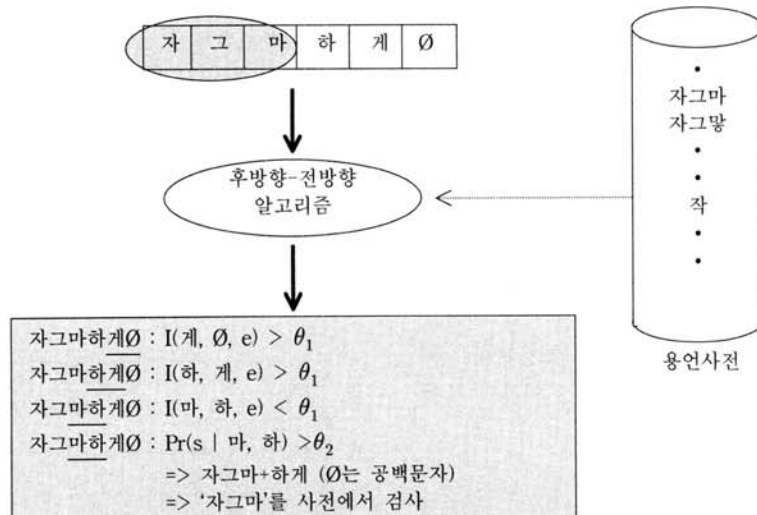 자 그 마 하 게 Ø
후방향-전방향
알고리즘
자그마
자그맣
작
용언사전
자그마하게Ø : I(게, Ø, e) > θ₁
자그마하게Ø : I(하, 게, e) > θ₁
자그마하게Ø : I(마, 하, e) < θ₁
자그마하게Ø : Pr(s | 마, 하) >θ₂
=> 자그마+하게 (Ø는 공백문자)
=> ‘자그마’를 사전에서 검사